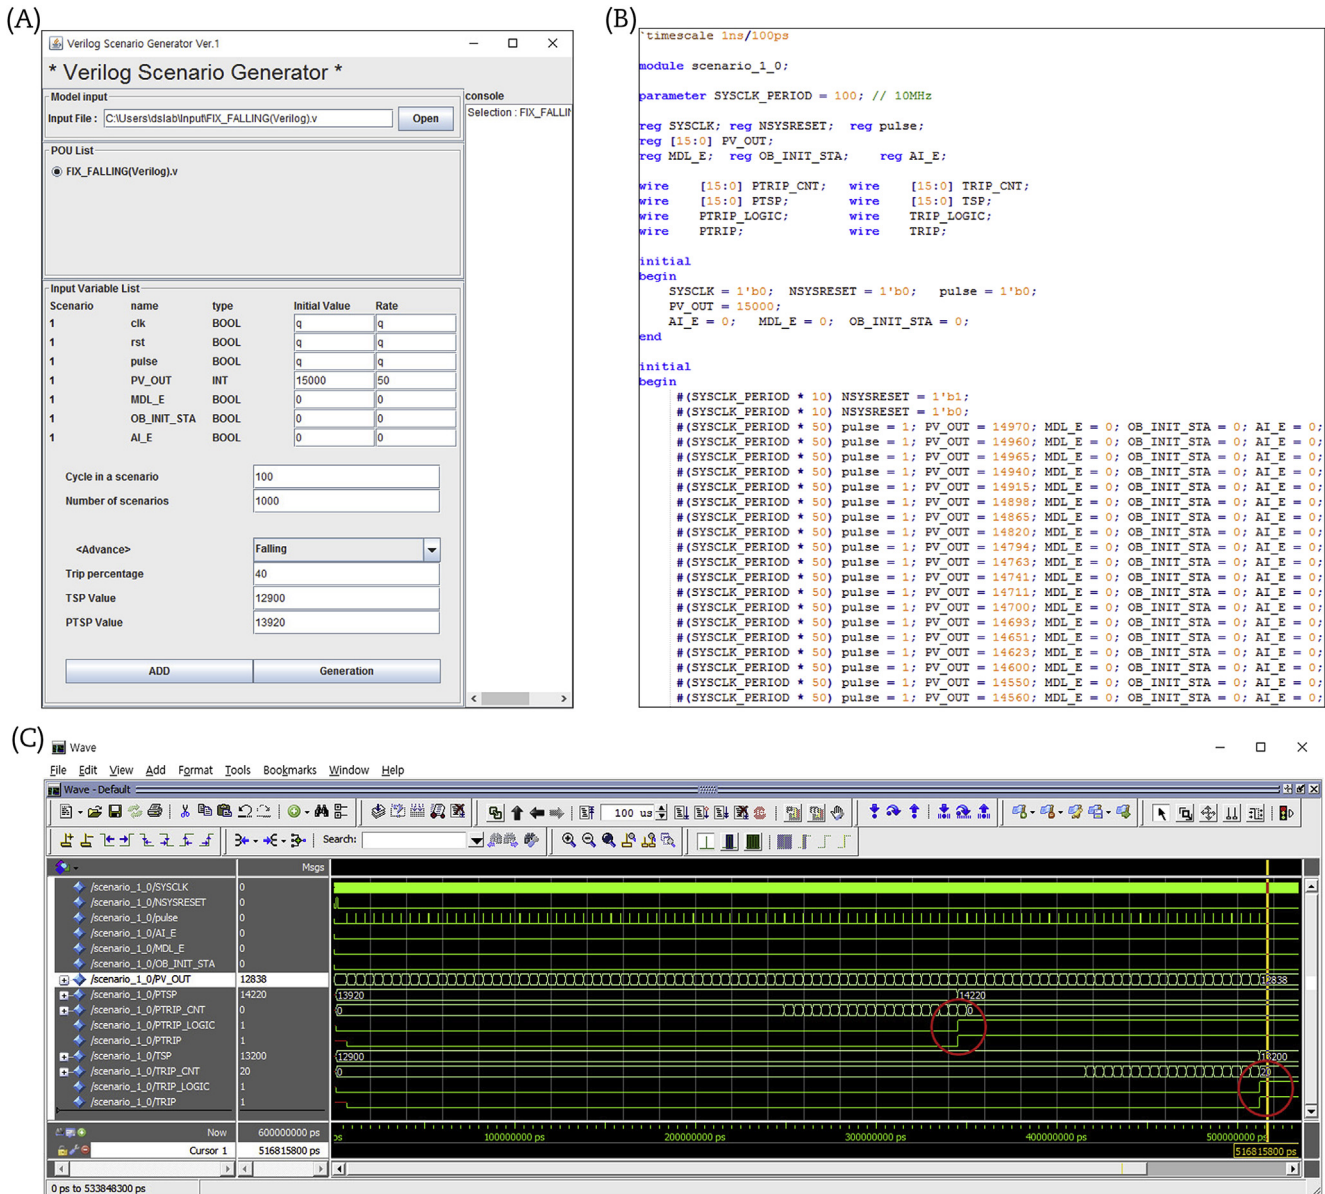 (A)
Verilog Scenario Generator Ver.1
* Verilog Scenario Generator *
Model input
Input File : C:\Users\dslab\Input\FIX_FALLING(Verilog).v Open
console
Selection : FIX_FALLIN
POU List
FIX_FALLING(Verilog).v
Input Variable List
Scenario name type Initial Value Rate
1 clk BOOL q q
1 rst BOOL q q
1 pulse BOOL q q
1 PV_OUT INT 15000 50
1 MDL_E BOOL 0 0
1 OB_INIT_STA BOOL 0 0
1 AI_E BOOL 0 0
Cycle in a scenario 100
Number of scenarios 1000
<Advance> Falling
Trip percentage 40
TSP Value 12900
PTSP Value 13920
ADD Generation
(B)
`timescale 1ns/100ps
module scenario_1_0;
parameter SYSCLK_PERIOD = 100; // 10MHz
reg SYSCLK; reg NSYSRESET; reg pulse;
reg [15:0] PV_OUT;
reg MDL_E; reg OB_INIT_STA; reg AI_E;
wire [15:0] PTRIP_CNT; wire [15:0] TRIP_CNT;
wire [15:0] PTSP; wire [15:0] TSP;
wire PTRIP_LOGIC; wire TRIP_LOGIC;
wire PTRIP; wire TRIP;
initial
begin
SYSCLK = 1'b0; NSYSRESET = 1'b0; pulse = 1'b0;
PV_OUT = 15000;
AI_E = 0; MDL_E = 0; OB_INIT_STA = 0;
end
initial
begin
#(SYSCLK_PERIOD * 10) NSYSRESET = 1'b1;
#(SYSCLK_PERIOD * 10) NSYSRESET = 1'b0;
#(SYSCLK_PERIOD * 50) pulse = 1; PV_OUT = 14970; MDL_E = 0; OB_INIT_STA = 0; AI_E = 0;
#(SYSCLK_PERIOD * 50) pulse = 1; PV_OUT = 14960; MDL_E = 0; OB_INIT_STA = 0; AI_E = 0;
#(SYSCLK_PERIOD * 50) pulse = 1; PV_OUT = 14965; MDL_E = 0; OB_INIT_STA = 0; AI_E = 0;
#(SYSCLK_PERIOD * 50) pulse = 1; PV_OUT = 14940; MDL_E = 0; OB_INIT_STA = 0; AI_E = 0;
#(SYSCLK_PERIOD * 50) pulse = 1; PV_OUT = 14915; MDL_E = 0; OB_INIT_STA = 0; AI_E = 0;
#(SYSCLK_PERIOD * 50) pulse = 1; PV_OUT = 14898; MDL_E = 0; OB_INIT_STA = 0; AI_E = 0;
#(SYSCLK_PERIOD * 50) pulse = 1; PV_OUT = 14865; MDL_E = 0; OB_INIT_STA = 0; AI_E = 0;
#(SYSCLK_PERIOD * 50) pulse = 1; PV_OUT = 14820; MDL_E = 0; OB_INIT_STA = 0; AI_E = 0;
#(SYSCLK_PERIOD * 50) pulse = 1; PV_OUT = 14794; MDL_E = 0; OB_INIT_STA = 0; AI_E = 0;
#(SYSCLK_PERIOD * 50) pulse = 1; PV_OUT = 14763; MDL_E = 0; OB_INIT_STA = 0; AI_E = 0;
#(SYSCLK_PERIOD * 50) pulse = 1; PV_OUT = 14741; MDL_E = 0; OB_INIT_STA = 0; AI_E = 0;
#(SYSCLK_PERIOD * 50) pulse = 1; PV_OUT = 14711; MDL_E = 0; OB_INIT_STA = 0; AI_E = 0;
#(SYSCLK_PERIOD * 50) pulse = 1; PV_OUT = 14700; MDL_E = 0; OB_INIT_STA = 0; AI_E = 0;
#(SYSCLK_PERIOD * 50) pulse = 1; PV_OUT = 14693; MDL_E = 0; OB_INIT_STA = 0; AI_E = 0;
#(SYSCLK_PERIOD * 50) pulse = 1; PV_OUT = 14651; MDL_E = 0; OB_INIT_STA = 0; AI_E = 0;
#(SYSCLK_PERIOD * 50) pulse = 1; PV_OUT = 14623; MDL_E = 0; OB_INIT_STA = 0; AI_E = 0;
#(SYSCLK_PERIOD * 50) pulse = 1; PV_OUT = 14600; MDL_E = 0; OB_INIT_STA = 0; AI_E = 0;
#(SYSCLK_PERIOD * 50) pulse = 1; PV_OUT = 14550; MDL_E = 0; OB_INIT_STA = 0; AI_E = 0;
#(SYSCLK_PERIOD * 50) pulse = 1; PV_OUT = 14560; MDL_E = 0; OB_INIT_STA = 0; AI_E = 0;
(C)
Wave
File Edit View Add Format Tools Bookmarks Window Help
Wave - Default
100 us
Search:
Msgs
/scenario_1_0/SYSCLK 0
/scenario_1_0/NSYSRESET 0
/scenario_1_0/pulse 0
/scenario_1_0/AI_E 0
/scenario_1_0/MDL_E 0
/scenario_1_0/OB_INIT_STA 0
/scenario_1_0/PV_OUT 12838 12838
/scenario_1_0/PTSP 14220 13920 14220
/scenario_1_0/PTRIP_CNT 0 0 0
/scenario_1_0/PTRIP_LOGIC 1
/scenario_1_0/PTRIP 1
/scenario_1_0/TSP 13200 12900 13200
/scenario_1_0/TRIP_CNT 20 0 20
/scenario_1_0/TRIP_LOGIC 1
/scenario_1_0/TRIP 1
Now 600000000 ps ps 100000000 ps 200000000 ps 300000000 ps 400000000 ps 500000000 ps
Cursor 1 516815800 ps 516815800 ps
0 ps to 533848300 ps